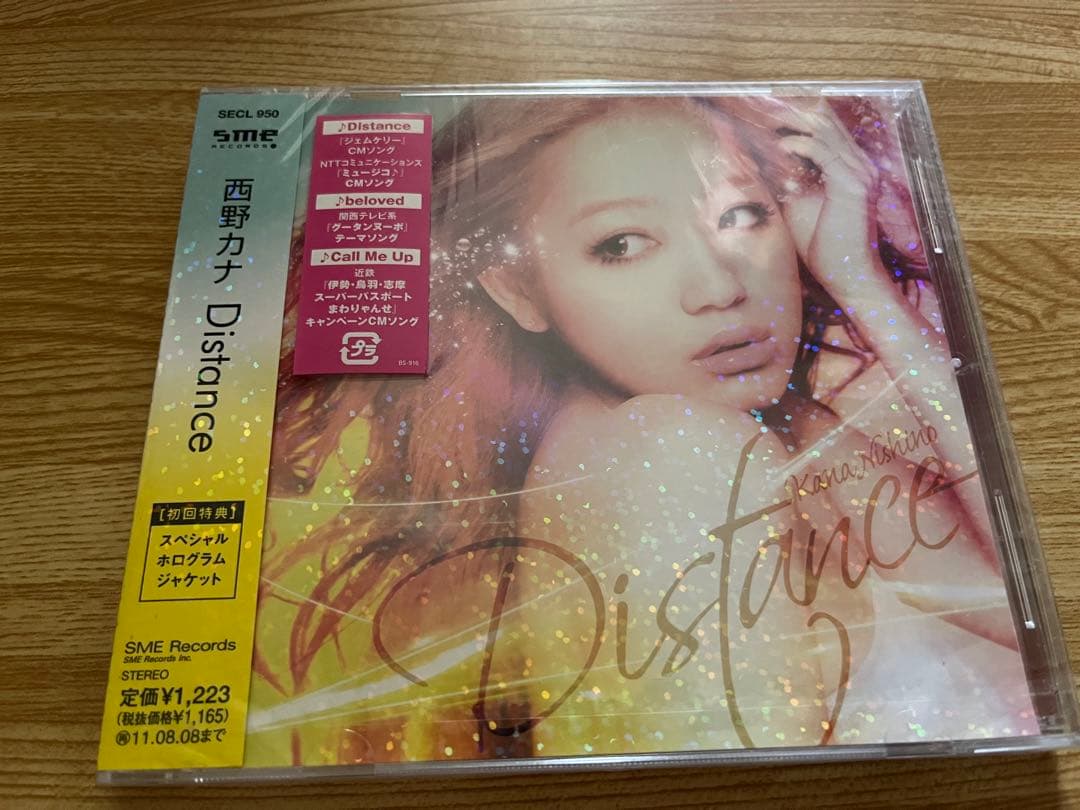 SECL 950
sme
RECORDS
西野カナ Distance
[初回特典]
スペシャル
ホログラム
ジャケット
SME Records
SME Records Inc.
STEREO
定価¥1,223
(税抜価格¥1,165)
㋹11.08.08まで
♪Distance
「ジェムケリー」
CMソング
NTTコミュニケーションズ
「ミュージコ♪」
CMソング
♪beloved
関西テレビ系
「グータンヌーボ」
テーマソング
♪Call Me Up
近鉄
「伊勢・鳥羽・志摩
スーパーパスポート
まわりゃんせ」
キャンペーンCMソング
プラ
BS-916
Kana Nishino
Distance